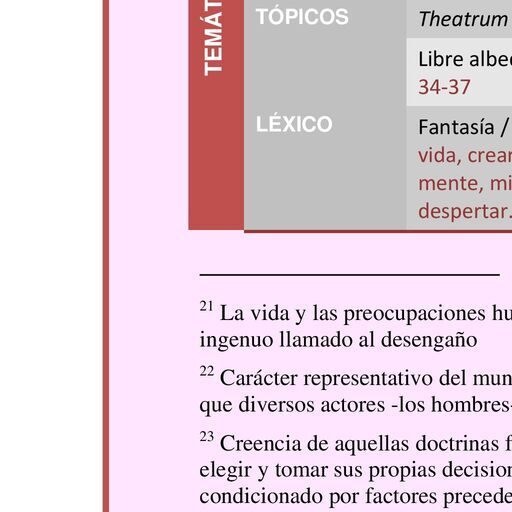 TEMÁT
TÓPICOS
Theatrum
Libre albe
34-37
LÉXICO
Fantasía /
vida, crear
mente, mi
despertar.
21 La vida y las preocupaciones hu
ingenuo llamado al desengaño
22 Carácter representativo del mun
que diversos actores -los hombres-
23 Creencia de aquellas doctrinas f
elegir y tomar sus propias decision
condicionado por factores precede